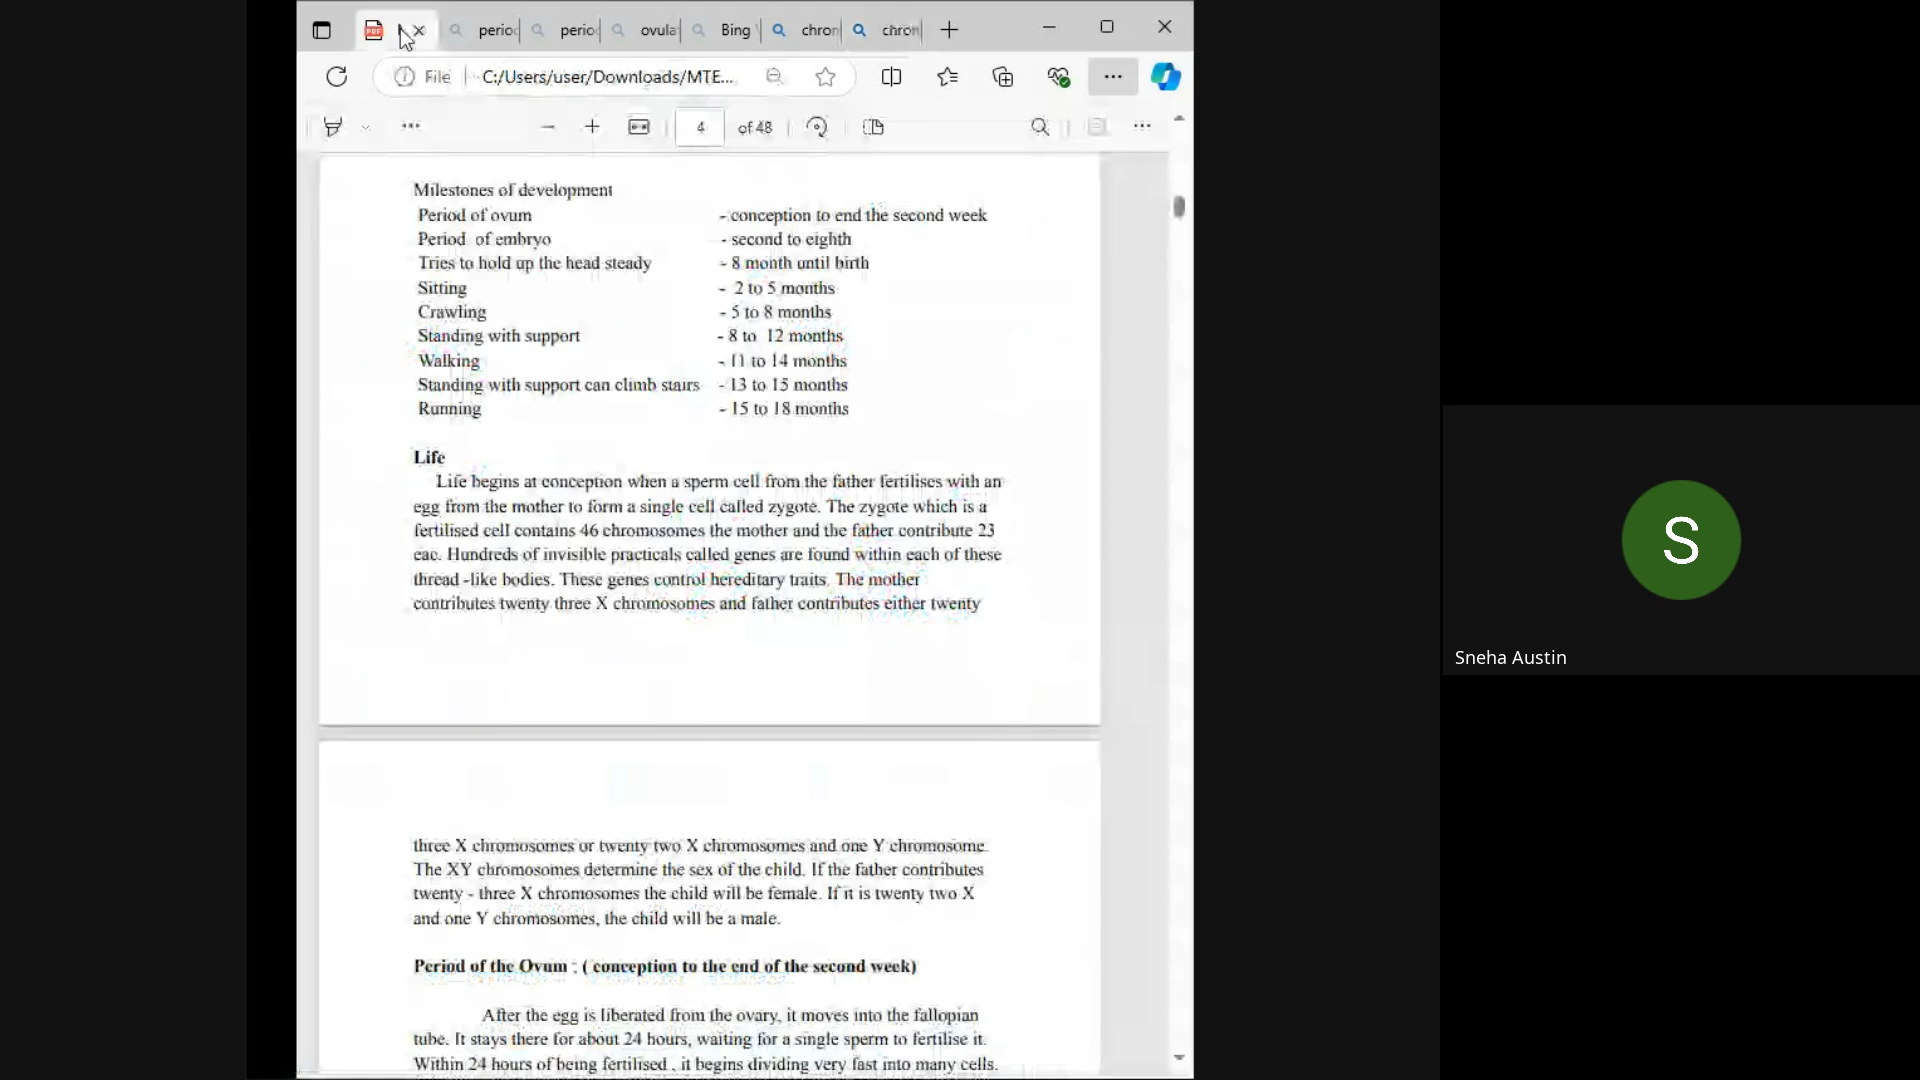 PDF
perioc
perioc
ovula
Bing
chron
chron
File
C:/Users/user/Downloads/MTE...
4
of 48
Milestones of development
Period of ovum - conception to end the second week
Period of embryo - second to eighth
Tries to hold up the head steady - 8 month until birth
Sitting - 2 to 5 months
Crawling - 5 to 8 months
Standing with support - 8 to 12 months
Walking - 11 to 14 months
Standing with support can climb stairs - 13 to 15 months
Running - 15 to 18 months
Life
Life begins at conception when a sperm cell from the father fertilises with an
egg from the mother to form a single cell called zygote. The zygote which is a
fertilised cell contains 46 chromosomes the mother and the father contribute 23
eac. Hundreds of invisible practicals called genes are found within each of these
thread -like bodies. These genes control hereditary traits. The mother
contributes twenty three X chromosomes and father contributes either twenty
three X chromosomes or twenty two X chromosomes and one Y chromosome.
The XY chromosomes determine the sex of the child. If the father contributes
twenty - three X chromosomes the child will be female. If it is twenty two X
and one Y chromosomes, the child will be a male.
Period of the Ovum : ( conception to the end of the second week)
After the egg is liberated from the ovary, it moves into the fallopian
tube. It stays there for about 24 hours, waiting for a single sperm to fertilise it.
Within 24 hours of being fertilised , it begins dividing very fast into many cells.
S
Sneha Austin